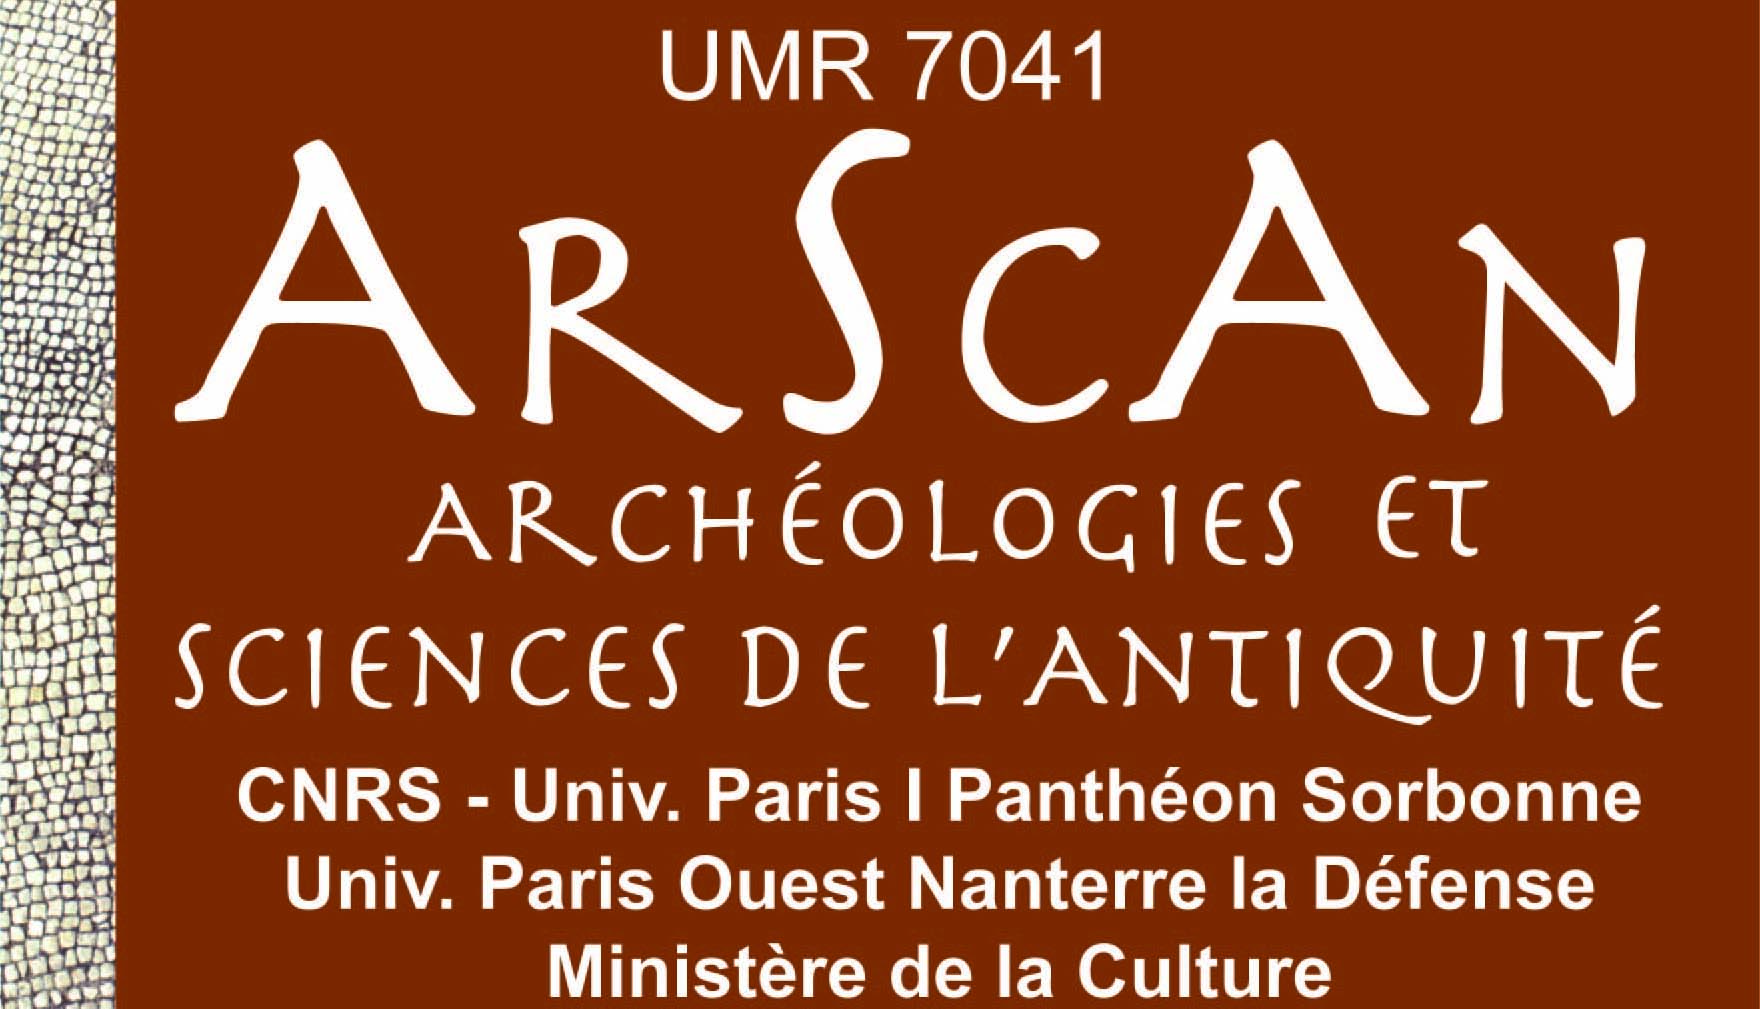 UMR 7041
ARSCAN
ARCHÉOLOGIES ET
SCIENCES DE L'ANTIQUITÉ
CNRS - Univ. Paris I Panthéon Sorbonne
Univ. Paris Ouest Nanterre la Défense
Ministère de la Culture